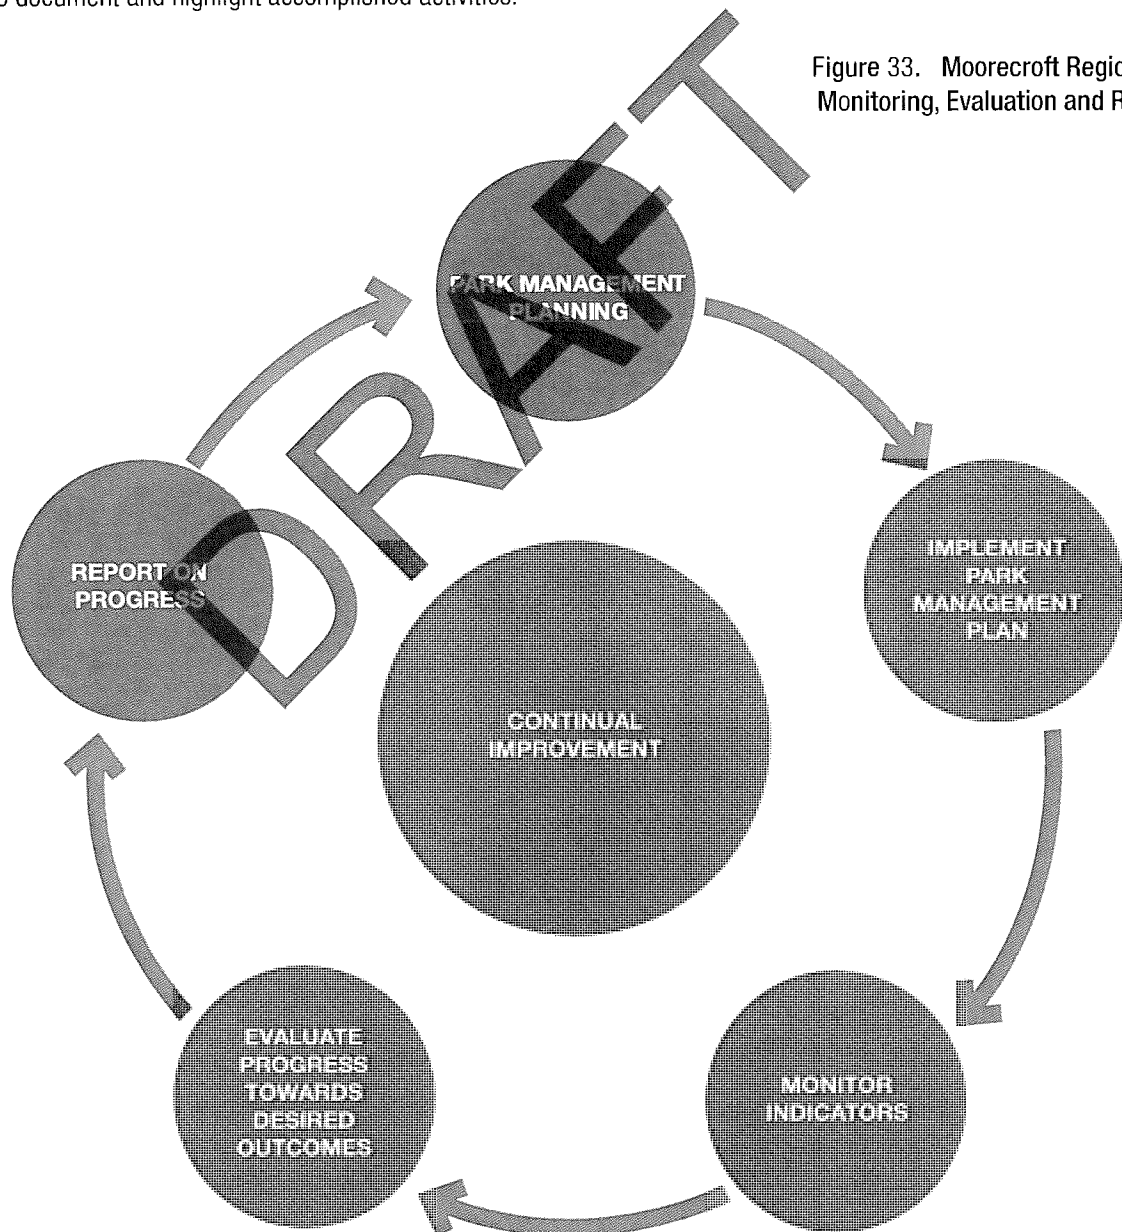 document and highlight accomplished activities.
Figure 33. Moorecroft
Monitoring, Evaluation and
PARK MANAGEMENT
PLANNING
DRAFT
REPORT ON
PROGRESS
IMPLEMENT
PARK
MANAGEMENT
PLAN
CONTINUAL
IMPROVEMENT
EVALUATE
PROGRESS
TOWARDS
DESIRED
OUTCOMES
MONITOR
INDICATORS